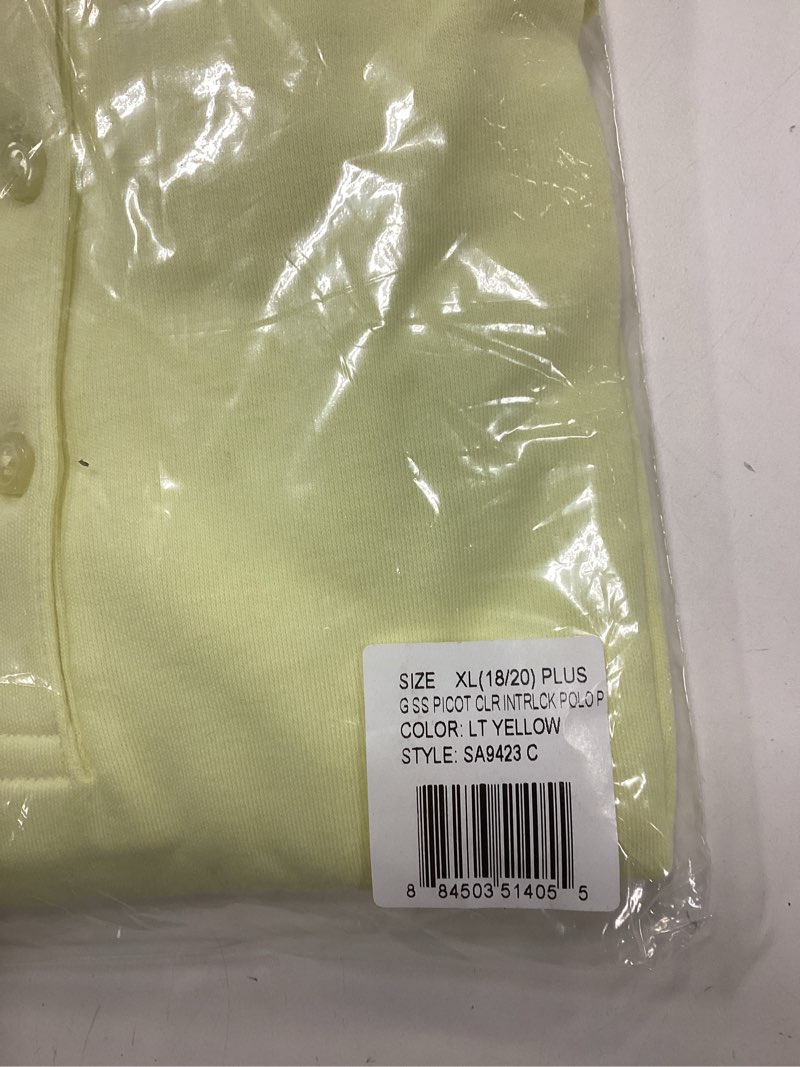 SIZE XL(18/20) PLUS
G SS PICOT CLR INTRLCK POLO P
COLOR: LT YELLOW
STYLE: SA9423 C
8 84503 51405 5